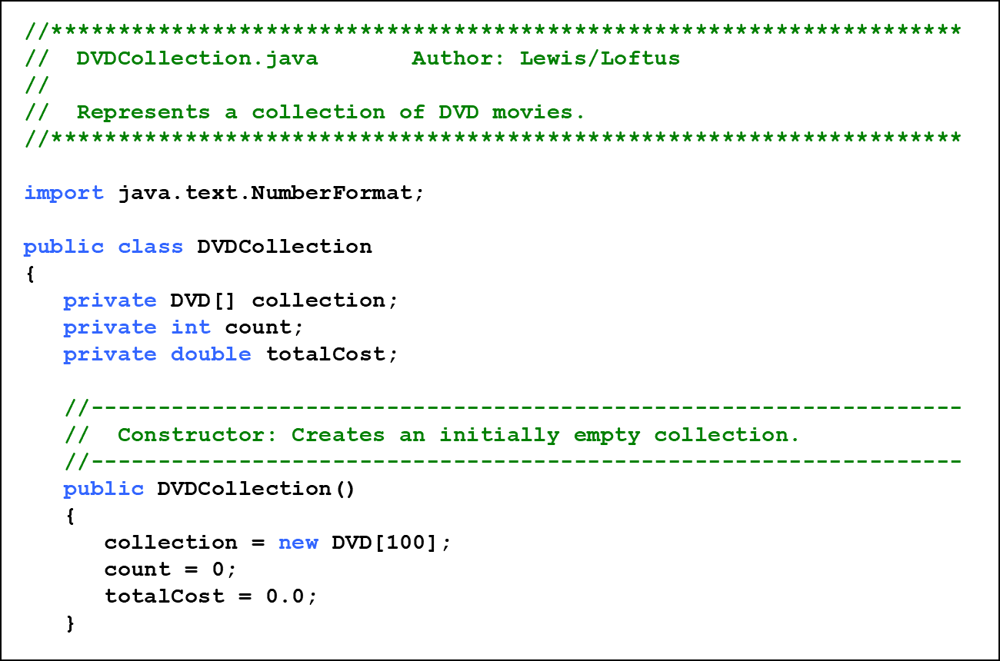 //********************************************************************
//  DVDCollection.java       Author: Lewis/Loftus
//
//  Represents a collection of DVD movies.
//********************************************************************

import java.text.NumberFormat;

public class DVDCollection
{
   private DVD[] collection;
   private int count;
   private double totalCost;

   //-----------------------------------------------------------------
   //  Constructor: Creates an initially empty collection.
   //-----------------------------------------------------------------
   public DVDCollection()
   {
      collection = new DVD[100];
      count = 0;
      totalCost = 0.0;
   }